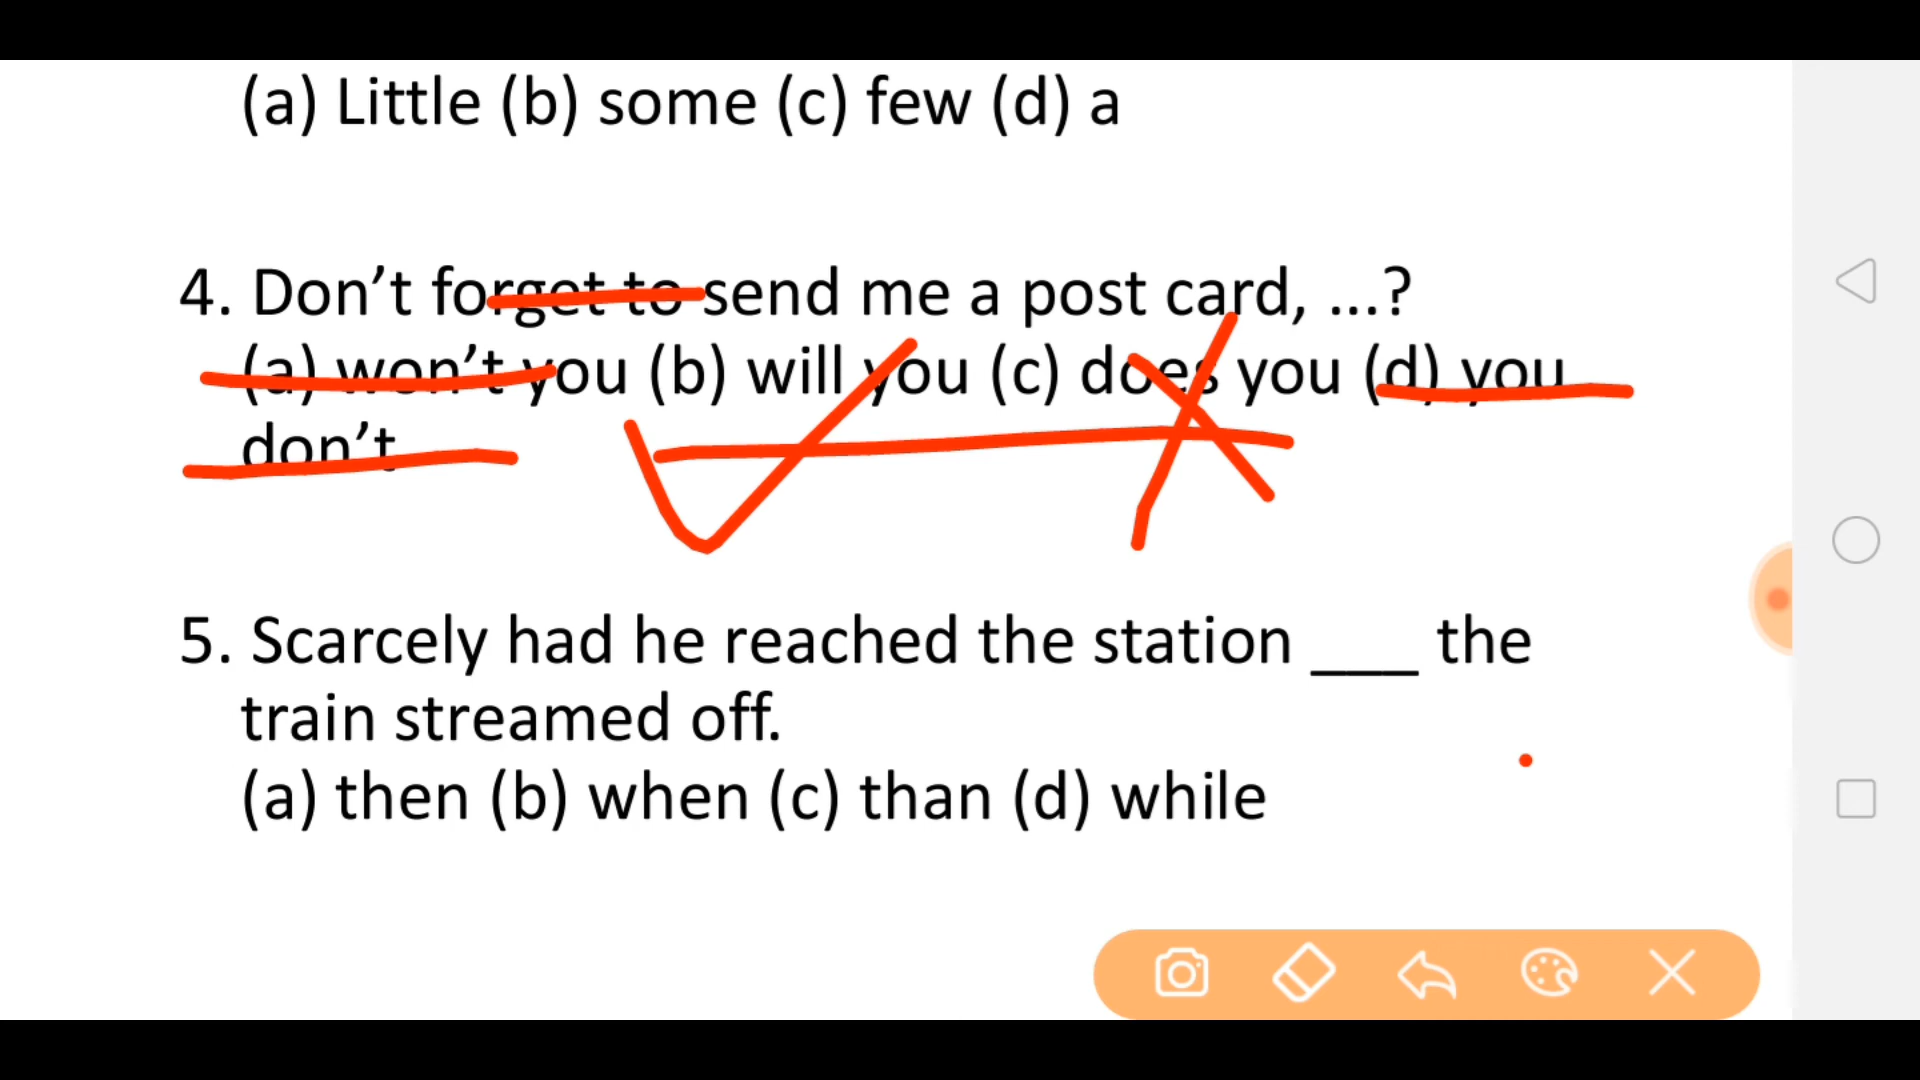 (a) Little (b) some (c) few (d) a
4. Don’t forget to send me a post card, ...?
(a) won’t you (b) will you (c) does you (d) you
don’t
5. Scarcely had he reached the station ___ the
train streamed off.
(a) then (b) when (c) than (d) while